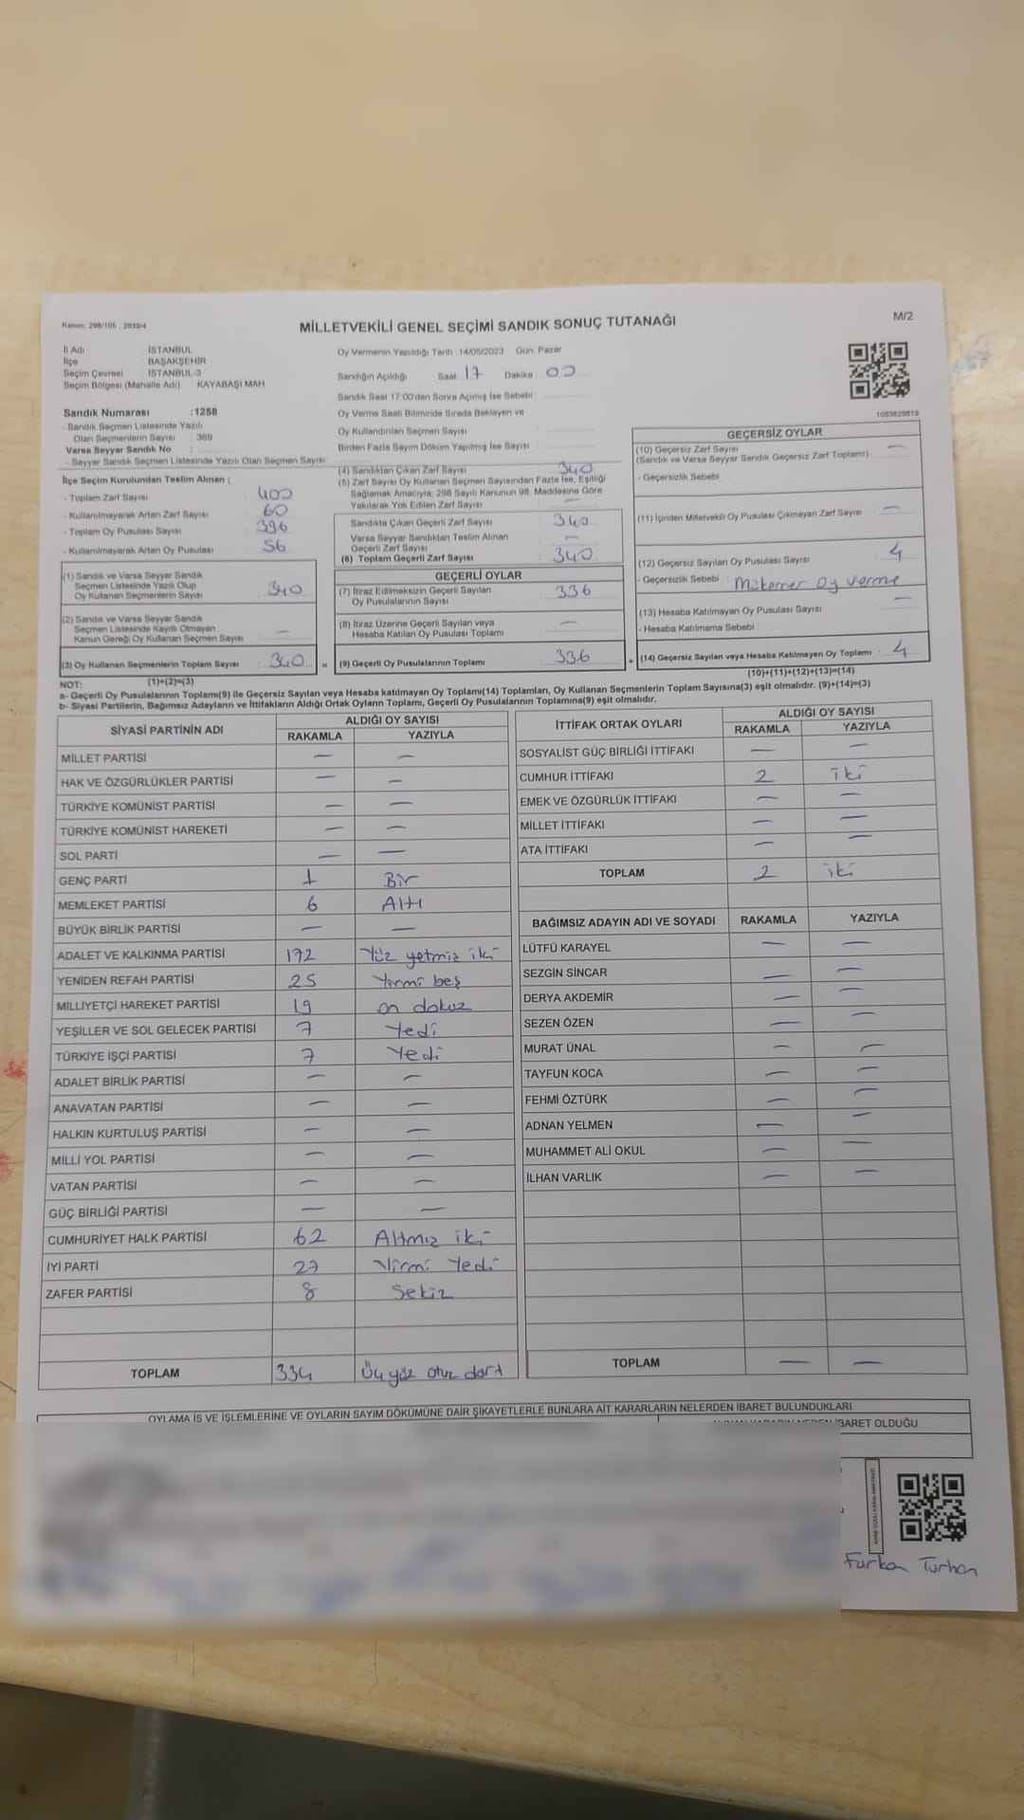 Kanun: 298/105 , 2839/4
MİLLETVEKİLİ GENEL SEÇİMİ SANDIK SONUÇ TUTANAĞI
M/2
İl Adı İSTANBUL
İlçe BAŞAKŞEHİR
Seçim Çevresi İSTANBUL-3
Seçim Bölgesi (Mahalle Adı) KAYABAŞI MAH
Sandık Numarası :1258
- Sandık Seçmen Listesinde Yazılı
Olan Seçmenlerin Sayısı : 389
Varsa Seyyar Sandık No :
- Seyyar Sandık Seçmen Listesinde Yazılı Olan Seçmen Sayısı
İlçe Seçim Kurulundan Teslim Alınan ;
- Toplam Zarf Sayısı 400
- Kullanılmayarak Artan Zarf Sayısı 60
- Toplam Oy Pusulası Sayısı 396
- Kullanılmayarak Artan Oy Pusulası 56
(1) Sandık ve Varsa Seyyar Sandık
Seçmen Listesinde Yazılı Olup
Oy Kullanan Seçmenlerin Sayısı 340
(2) Sandık ve Varsa Seyyar Sandık
Seçmen Listesinde Kayıtlı Olmayan
Kanun Gereği Oy Kullanan Seçmen Sayısı —
(3) Oy Kullanan Seçmenlerin Toplam Sayısı 340 =
(1)+(2)=(3)
Oy Vermenin Yapıldığı Tarih :14/05/2023 Gün: Pazar
Sandığın Açıldığı Saat 17 Dakika 00
Sandık Saat 17:00'den Sonra Açılmış İse Sebebi
Oy Verme Saati Bitiminde Sırada Bekleyen ve
Oy Kullandırılan Seçmen Sayısı
Birden Fazla Sayım Döküm Yapılmış İse Sayısı
(4) Sandıktan Çıkan Zarf Sayısı 340
(5) Zarf Sayısı Oy Kullanan Seçmen Sayısından Fazla İse, Eşitliği
Sağlamak Amacıyla, 298 Sayılı Kanunun 98. Maddesine Göre
Yakılarak Yok Edilen Zarf Sayısı —
Sandıkta Çıkan Geçerli Zarf Sayısı 340
Varsa Seyyar Sandıktan Teslim Alınan
Geçerli Zarf Sayısı —
(6) Toplam Geçerli Zarf Sayısı 340
GEÇERLİ OYLAR
(7) İtiraz Edilmeksizin Geçerli Sayılan
Oy Pusulalarının Sayısı 336
(8) İtiraz Üzerine Geçerli Sayılan veya
Hesaba Katılan Oy Pusulası Toplamı —
(9) Geçerli Oy Pusulalarının Toplamı 336 +
1053829819
GEÇERSİZ OYLAR
(10) Geçersiz Zarf Sayısı —
(Sandık ve Varsa Seyyar Sandık Geçersiz Zarf Toplamı)
- Geçersizlik Sebebi
(11) İçinden Milletvekili Oy Pusulası Çıkmayan Zarf Sayısı —
(12) Geçersiz Sayılan Oy Pusulası Sayısı 4
- Geçersizlik Sebebi Mükerrer oy verme
(13) Hesaba Katılmayan Oy Pusulası Sayısı —
- Hesaba Katılmama Sebebi
(14) Geçersiz Sayılan veya Hesaba Katılmayan Oy Toplamı 4
(10)+(11)+(12)+(13)=(14)
NOT:
a- Geçerli Oy Pusulalarının Toplamı(9) ile Geçersiz Sayılan veya Hesaba katılmayan Oy Toplamı(14) Toplamları, Oy Kullanan Seçmenlerin Toplam Sayısına(3) eşit olmalıdır. (9)+(14)=(3)
b- Siyasi Partilerin, Bağımsız Adayların ve İttifakların Aldığı Ortak Oyların Toplamı, Geçerli Oy Pusulalarının Toplamına(9) eşit olmalıdır.
SİYASİ PARTİNİN ADI ALDIĞI OY SAYISI
RAKAMLA YAZIYLA
MİLLET PARTİSİ — —
HAK VE ÖZGÜRLÜKLER PARTİSİ — —
TÜRKİYE KOMÜNİST PARTİSİ — —
TÜRKİYE KOMÜNİST HAREKETİ — —
SOL PARTİ — —
GENÇ PARTİ 1 Bir
MEMLEKET PARTİSİ 6 Altı
BÜYÜK BİRLİK PARTİSİ — —
ADALET VE KALKINMA PARTİSİ 172 Yüz yetmiş iki
YENİDEN REFAH PARTİSİ 25 Yirmi beş
MİLLİYETÇİ HAREKET PARTİSİ 19 on dokuz
YEŞİLLER VE SOL GELECEK PARTİSİ 7 Yedi
TÜRKİYE İŞÇİ PARTİSİ 7 Yedi
ADALET BİRLİK PARTİSİ — —
ANAVATAN PARTİSİ — —
HALKIN KURTULUŞ PARTİSİ — —
MİLLİ YOL PARTİSİ — —
VATAN PARTİSİ — —
GÜÇ BİRLİĞİ PARTİSİ — —
CUMHURİYET HALK PARTİSİ 62 Altmış iki
İYİ PARTİ 27 Yirmi Yedi
ZAFER PARTİSİ 8 Sekiz
TOPLAM 334 Üçyüz otuz dört
İTTİFAK ORTAK OYLARI ALDIĞI OY SAYISI
RAKAMLA YAZIYLA
SOSYALİST GÜÇ BİRLİĞİ İTTİFAKI — —
CUMHUR İTTİFAKI 2 iki
EMEK VE ÖZGÜRLÜK İTTİFAKI — —
MİLLET İTTİFAKI — —
ATA İTTİFAKI — —
TOPLAM 2 iki
BAĞIMSIZ ADAYIN ADI VE SOYADI RAKAMLA YAZIYLA
LÜTFÜ KARAYEL — —
SEZGİN SİNCAR — —
DERYA AKDEMİR — —
SEZEN ÖZEN — —
MURAT ÜNAL — —
TAYFUN KOCA — —
FEHMİ ÖZTÜRK — —
ADNAN YELMEN — —
MUHAMMET ALİ OKUL — —
İLHAN VARLIK — —
TOPLAM — —
OYLAMA İŞ VE İŞLEMLERİNE VE OYLARIN SAYIM DÖKÜMÜNE DAİR ŞİKAYETLERLE BUNLARA AİT KARARLARIN NELERDEN İBARET BULUNDUKLARI
İBARET OLDUĞU
Furkan Turhan